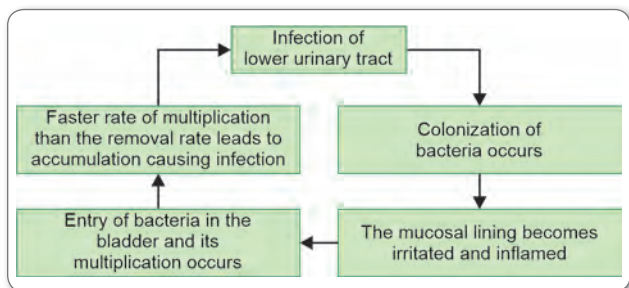 Infection of
lower urinary tract
Faster rate of multiplication
than the removal rate leads to
accumulation causing infection
Colonization of
bacteria occurs
Entry of bacteria in the
bladder and its
multiplication occurs
The mucosal lining becomes
irritated and inflamed